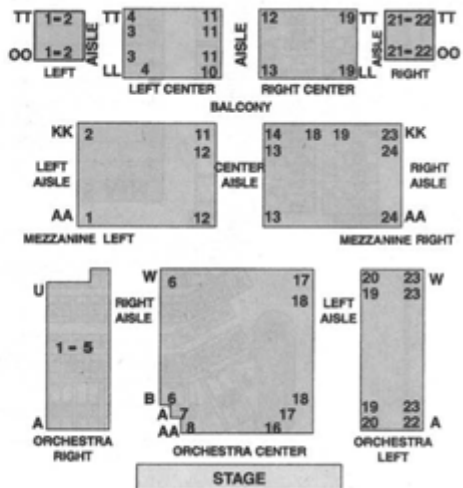 TT 1=2 TT 4 11 12 19 TT 21=22 TT
3 11
AISLE AISLE AISLE
3 11
OO 1=2 4 10 13 19 21=22 OO
LL LL
LEFT LEFT CENTER RIGHT CENTER RIGHT
BALCONY
KK 2 11 14 18 19 23 KK
12 13 24
LEFT AISLE CENTER AISLE RIGHT AISLE
AA 1 12 13 24 AA
MEZZANINE LEFT MEZZANINE RIGHT
W 6 17 20 23 W
U RIGHT AISLE 18 LEFT AISLE 19 23
1 = 5
B 6 18 19 23
A A 7 17 20 22 A
AA 8 16
ORCHESTRA RIGHT ORCHESTRA CENTER ORCHESTRA LEFT
STAGE